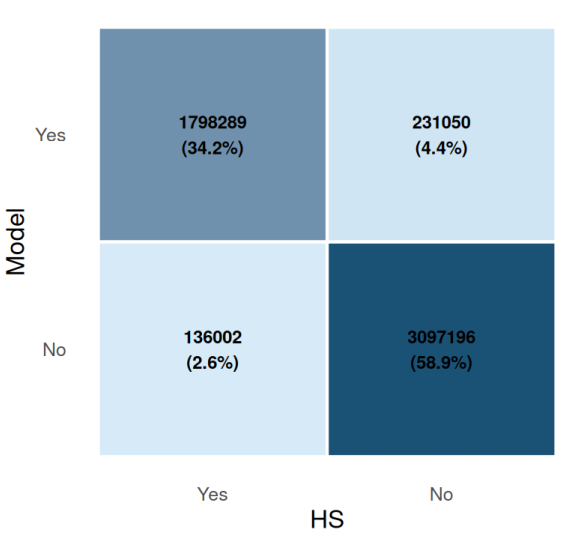 1798289
(34.2%)
231050
(4.4%)
Yes
Model
136002
(2.6%)
3097196
(58.9%)
No
Yes
No
HS